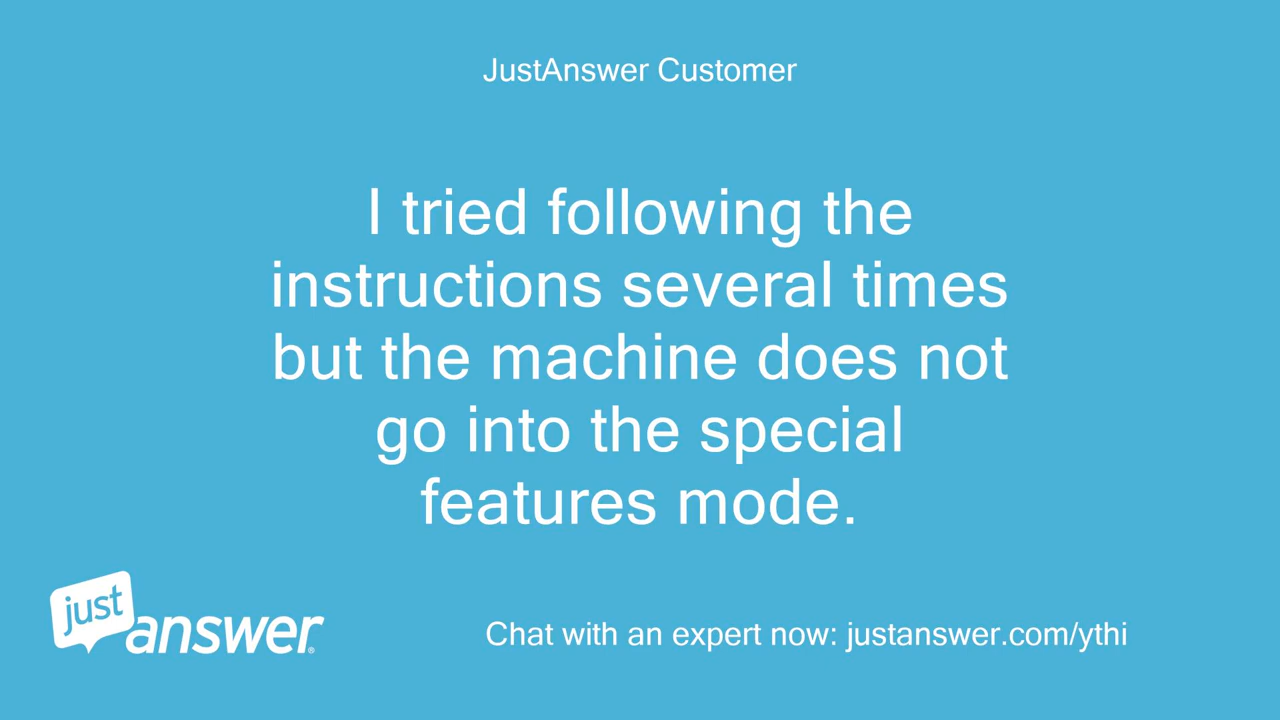 JustAnswer Customer
I tried following the
instructions several times
but the machine does not
go into the special
features mode.
just
answer®
Chat with an expert now: justanswer.com/ythi